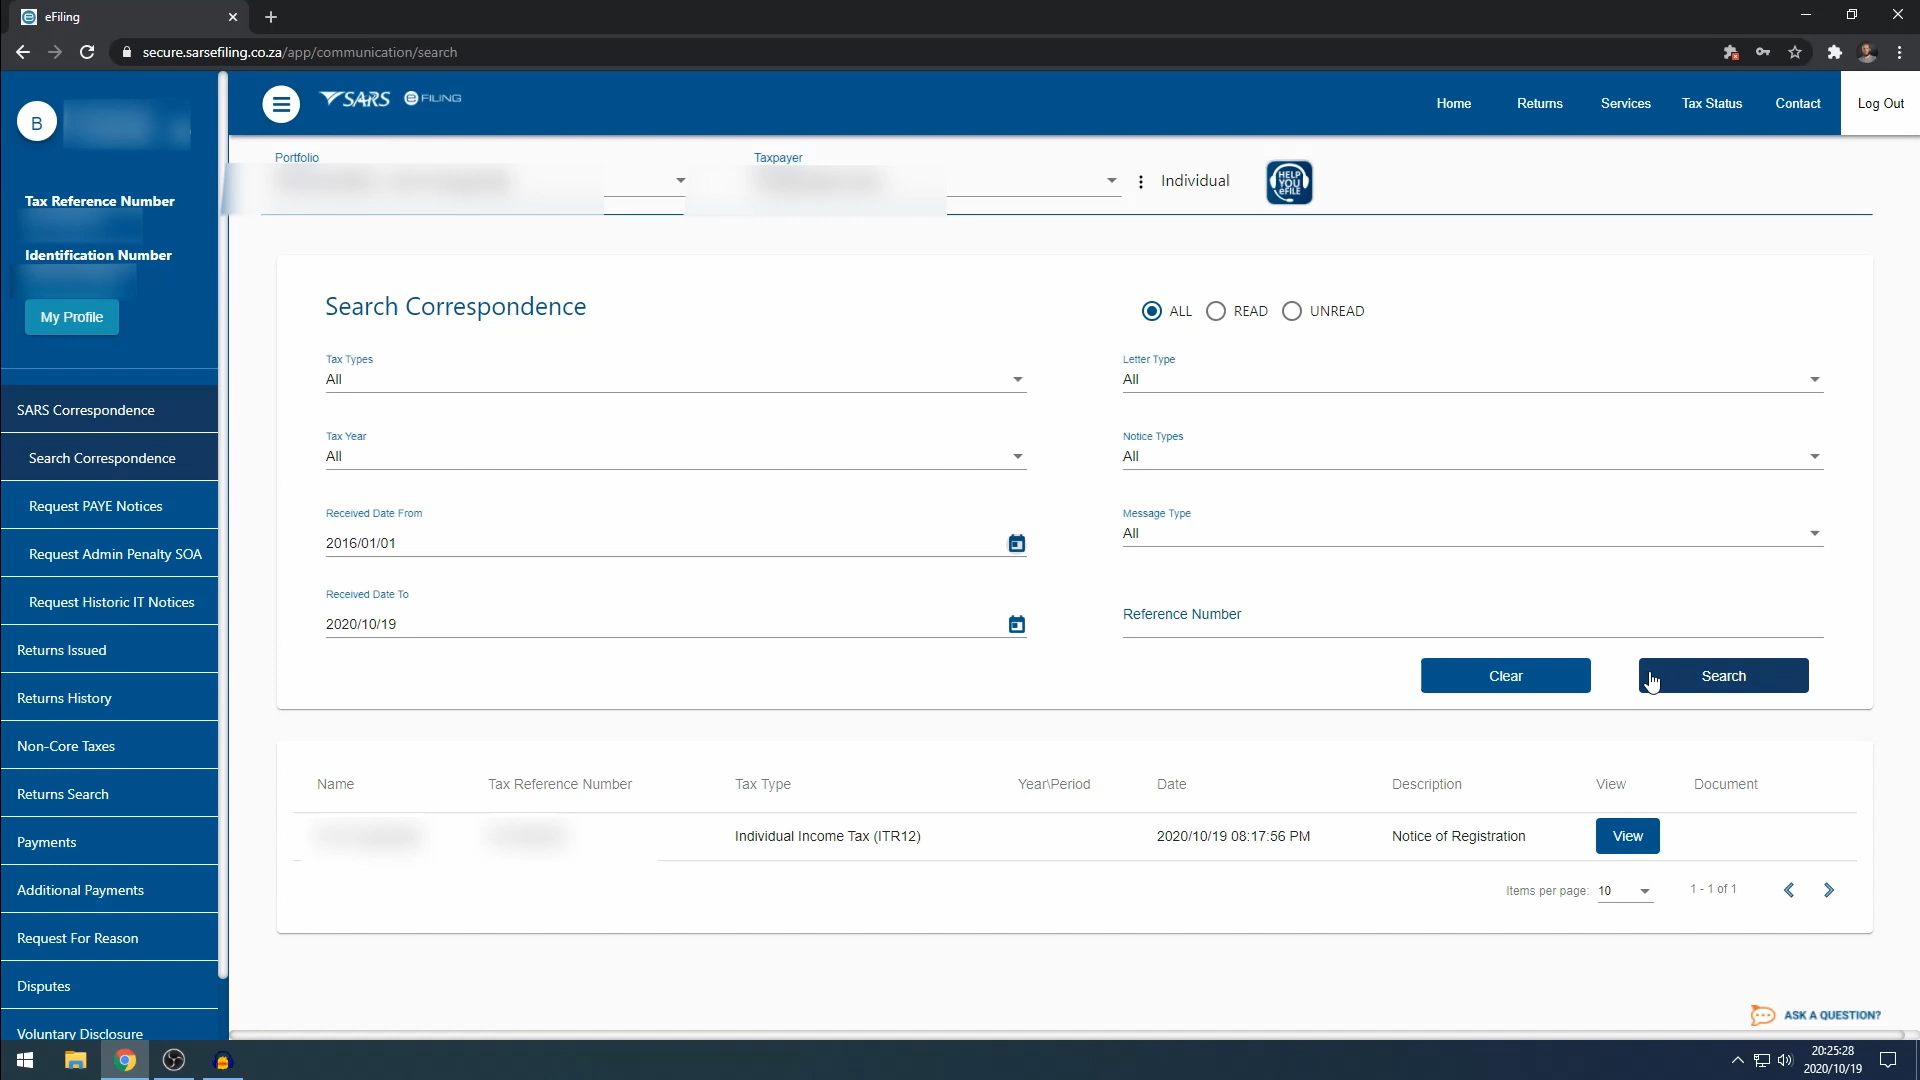 eFiling
secure.sarsefiling.co.za/app/communication/search
B
Tax Reference Number
Identification Number
My Profile
SARS Correspondence
Search Correspondence
Request PAYE Notices
Request Admin Penalty SOA
Request Historic IT Notices
Returns Issued
Returns History
Non-Core Taxes
Returns Search
Payments
Additional Payments
Request For Reason
Disputes
Voluntary Disclosure
SARS eFILING
Home Returns Services Tax Status Contact Log Out
Portfolio Taxpayer
Individual
HELP
YOU
eFILE
Search Correspondence
ALL READ UNREAD
Tax Types
All
Letter Type
All
Tax Year
All
Notice Types
All
Received Date From
2016/01/01
Message Type
All
Received Date To
2020/10/19
Reference Number
Clear Search
Name Tax Reference Number Tax Type Year\Period Date Description View Document
Individual Income Tax (ITR12) 2020/10/19 08:17:56 PM Notice of Registration View
Items per page: 10 1 - 1 of 1
ASK A QUESTION?
20:25:28
2020/10/19